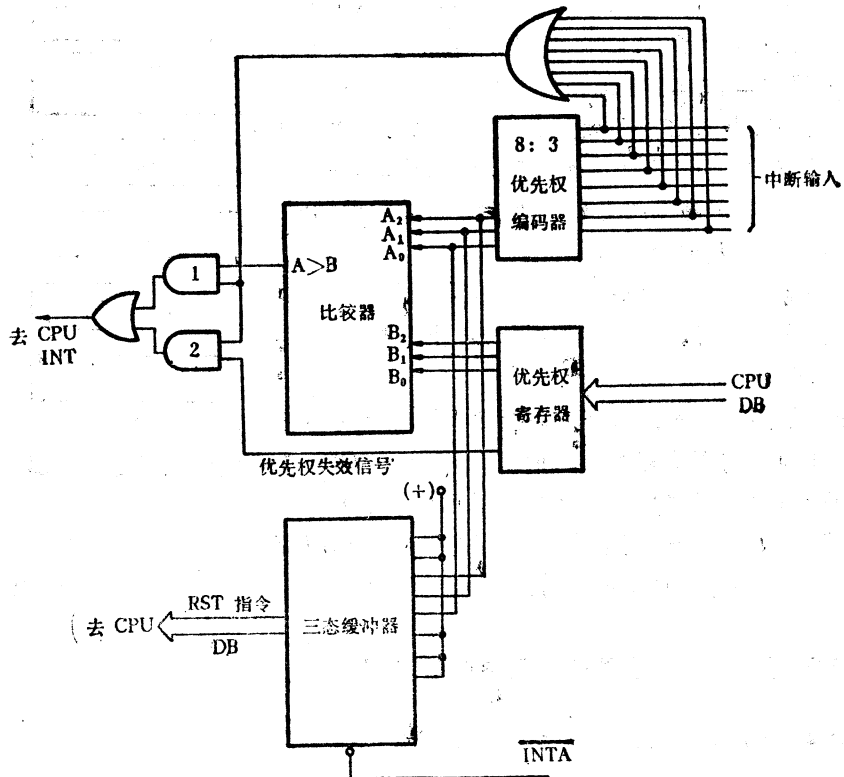 8：3
优先权
编码器
中断输入
A₂
A₁
A₀
A＞B
比较器
B₂
B₁
B₀
1
2
去 CPU
INT
优先权
寄存器
CPU
DB
优先权失效信号
(+)
RST 指令
去 CPU
DB
三态缓冲器
I̅N̅T̅A̅